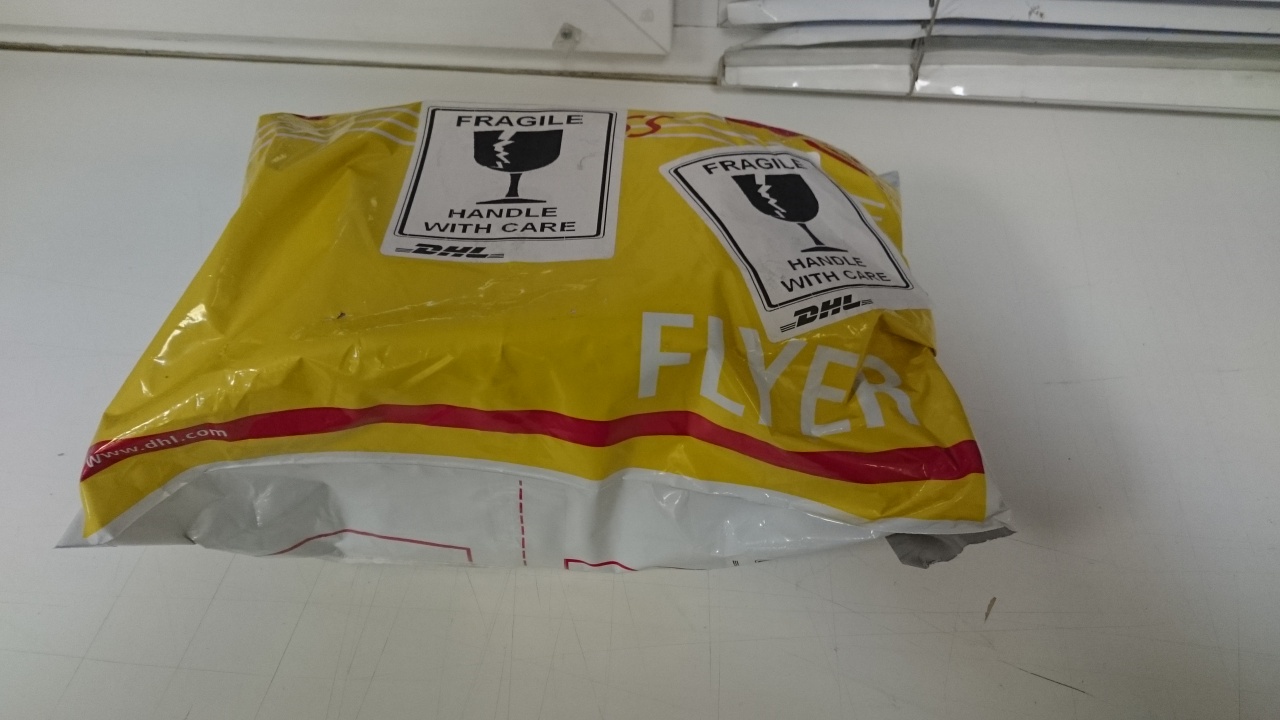 FRAGILE
HANDLE
WITH CARE
DHL
FRAGILE
HANDLE
WITH CARE
DHL
FLYER
www.dhl.com